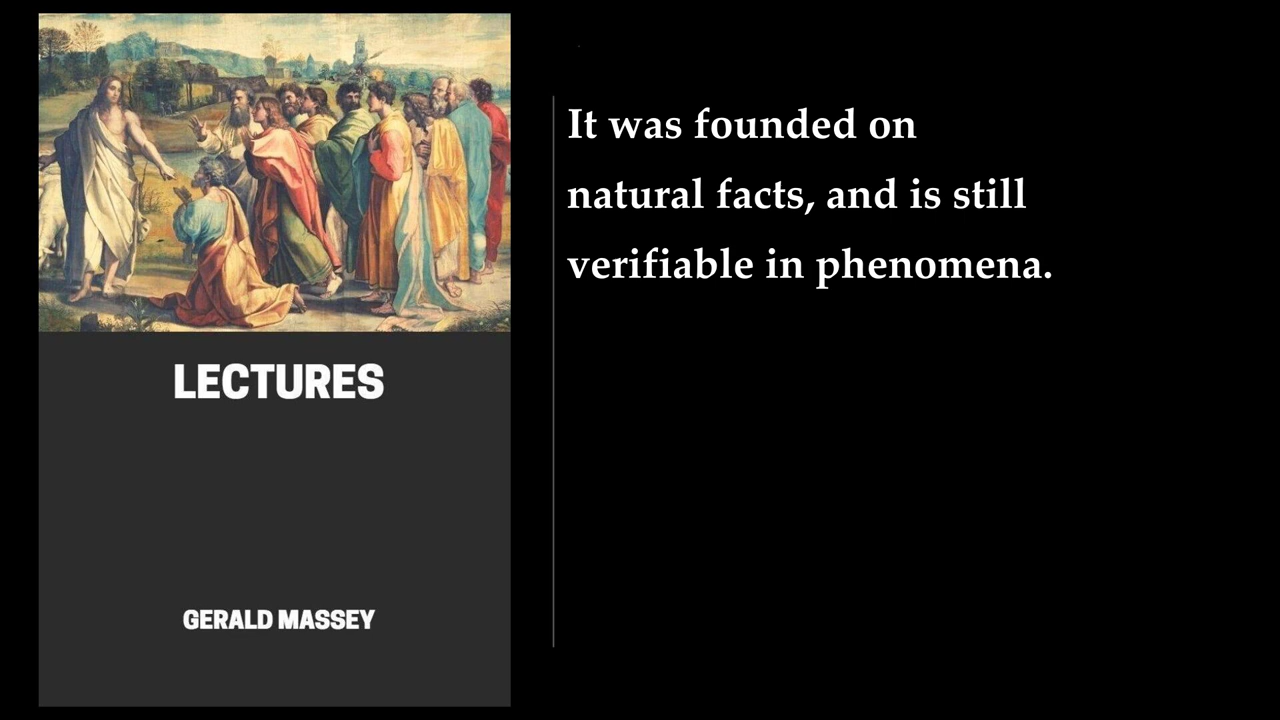 LECTURES
GERALD MASSEY
It was founded on
natural facts, and is still
verifiable in phenomena.